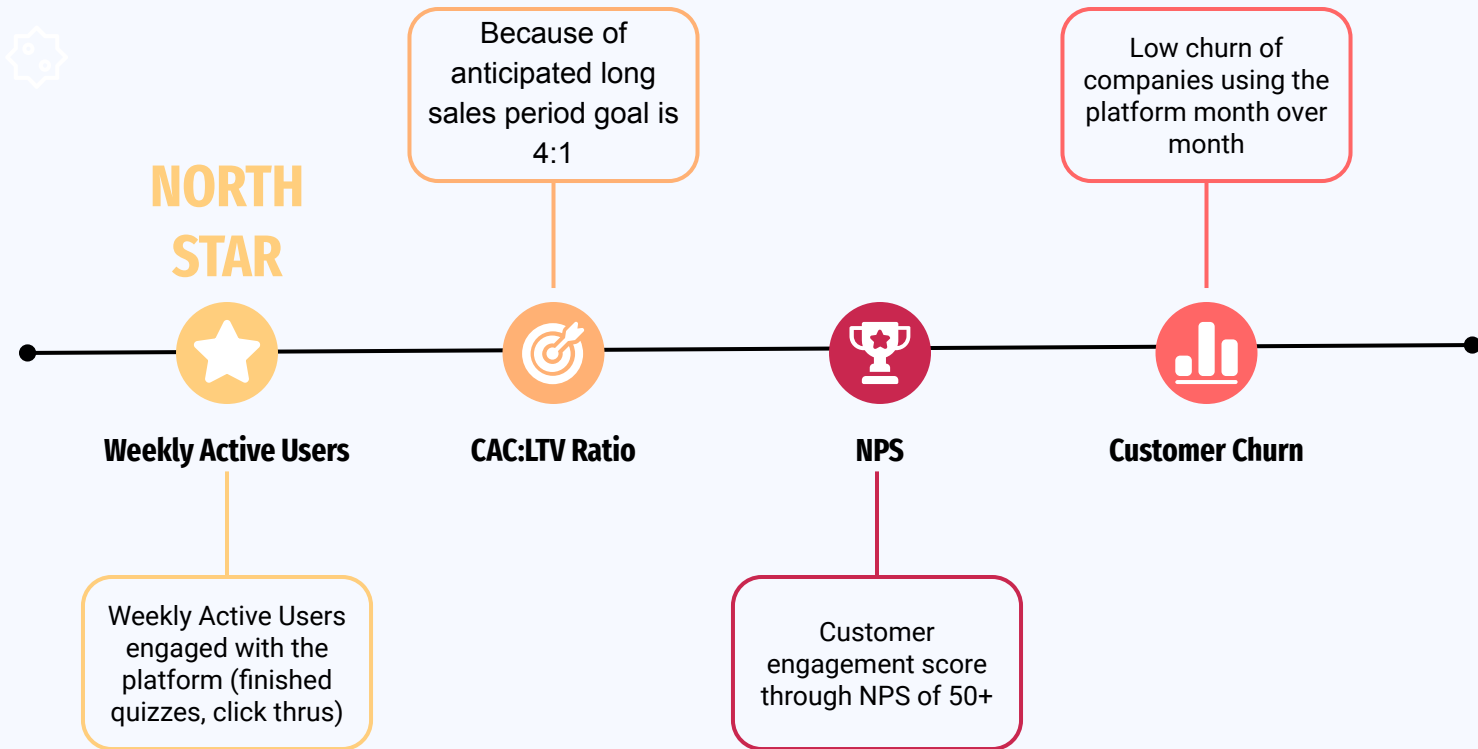 Because of
anticipated long
sales period goal is
4:1
Low churn of
companies using the
platform month over
month
NORTH
STAR
Weekly Active Users
CAC:LTV Ratio
NPS
Customer Churn
Weekly Active Users
engaged with the
platform (finished
quizzes, click thrus)
Customer
engagement score
through NPS of 50+